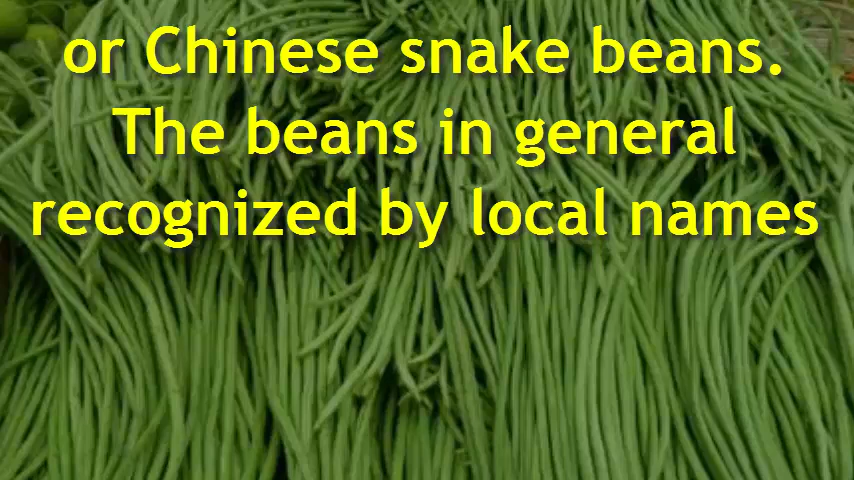 or Chinese snake beans.
The beans in general
recognized by local names